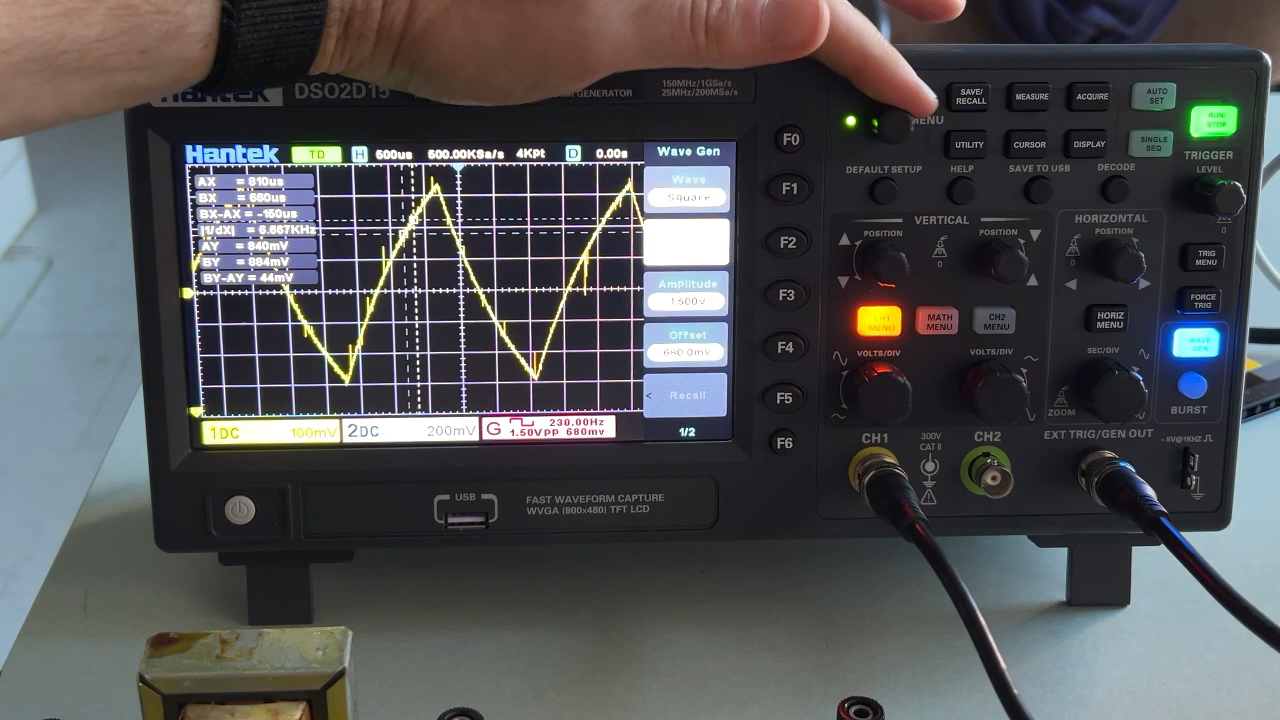 Hantek
DSO2D15
GENERATOR
150MHz/1GSa/s
25MHz/200MSa/s
Hantek TD H 500us 500.00KSa/s 4KPt D 0.00s
Wave Gen
AX = 810us
BX = 660us
BX-AX = -150us
|1/dX| = 6.667KHz
AY = 840mV
BY = 884mV
BY-AY = 44mV
Wave
Square
Amplitude
1.500v
Offset
680.0mV
Recall
1/2
1DC 100mV
2DC 200mV
G 230.00Hz
1.50VPP 680mV
F0
F1
F2
F3
F4
F5
F6
MENU
SAVE/
RECALL
MEASURE
ACQUIRE
AUTO
SET
RUN/
STOP
UTILITY
CURSOR
DISPLAY
SINGLE
SEQ
DEFAULT SETUP
HELP
SAVE TO USB
DECODE
TRIGGER
LEVEL
VERTICAL
HORIZONTAL
POSITION
POSITION
POSITION
0
0
0
0
TRIG
MENU
FORCE
TRIG
CH1
MENU
MATH
MENU
CH2
MENU
HORIZ
MENU
WAVE
GEN
VOLTS/DIV
VOLTS/DIV
SEC/DIV
ZOOM
BURST
CH1
300V
CAT II
CH2
EXT TRIG/GEN OUT
~5V@1KHZ
USB
FAST WAVEFORM CAPTURE
WVGA (800x480) TFT LCD